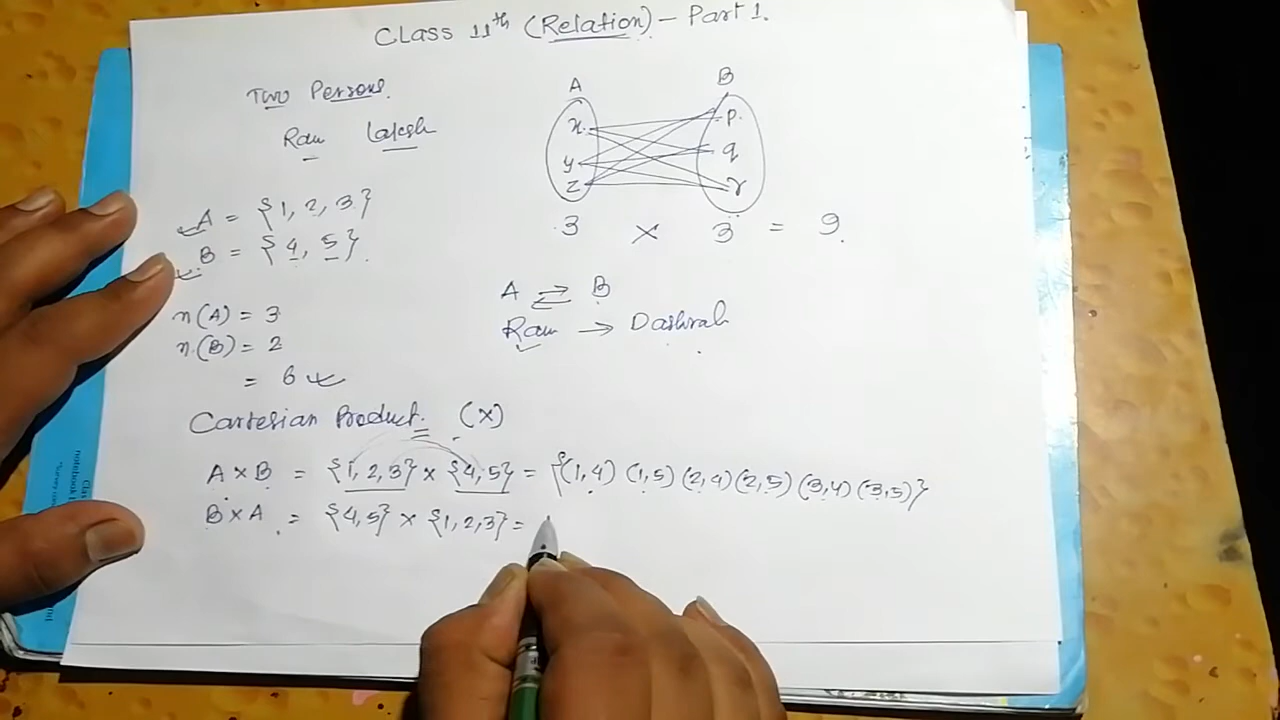 Class 11th (Relation) - Part 1.
Two Persons.
Ram Lakesh
A = {1, 2, 3}
B = {4, 5}.
n(A) = 3
n(B) = 2
= 6
A B
x p
y q
z r
3 × 3 = 9
A ⇌ B
Ram → Dashrah
Cartesian Product. (×)
A × B = {1, 2, 3} × {4, 5} = {(1, 4) (1, 5) (2, 4) (2, 5) (3, 4) (3, 5)}
B × A = {4, 5} × {1, 2, 3} =
notebook